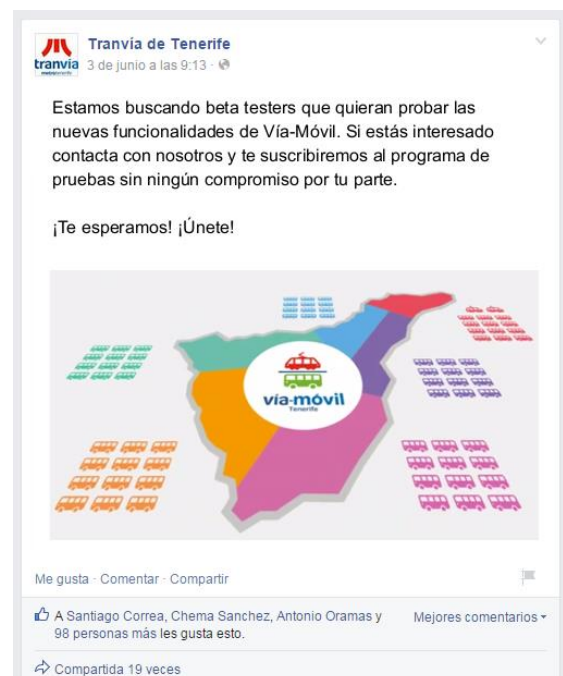 Tranvía de Tenerife
tranvía
metrotenerife
3 de junio a las 9:13 ·
Estamos buscando beta testers que quieran probar las
nuevas funcionalidades de Vía-Móvil. Si estás interesado
contacta con nosotros y te suscribiremos al programa de
pruebas sin ningún compromiso por tu parte.
¡Te esperamos! ¡Únete!
vía-móvil
Tenerife
Me gusta · Comentar · Compartir
A Santiago Correa, Chema Sanchez, Antonio Oramas y
98 personas más les gusta esto.
Mejores comentarios
Compartida 19 veces